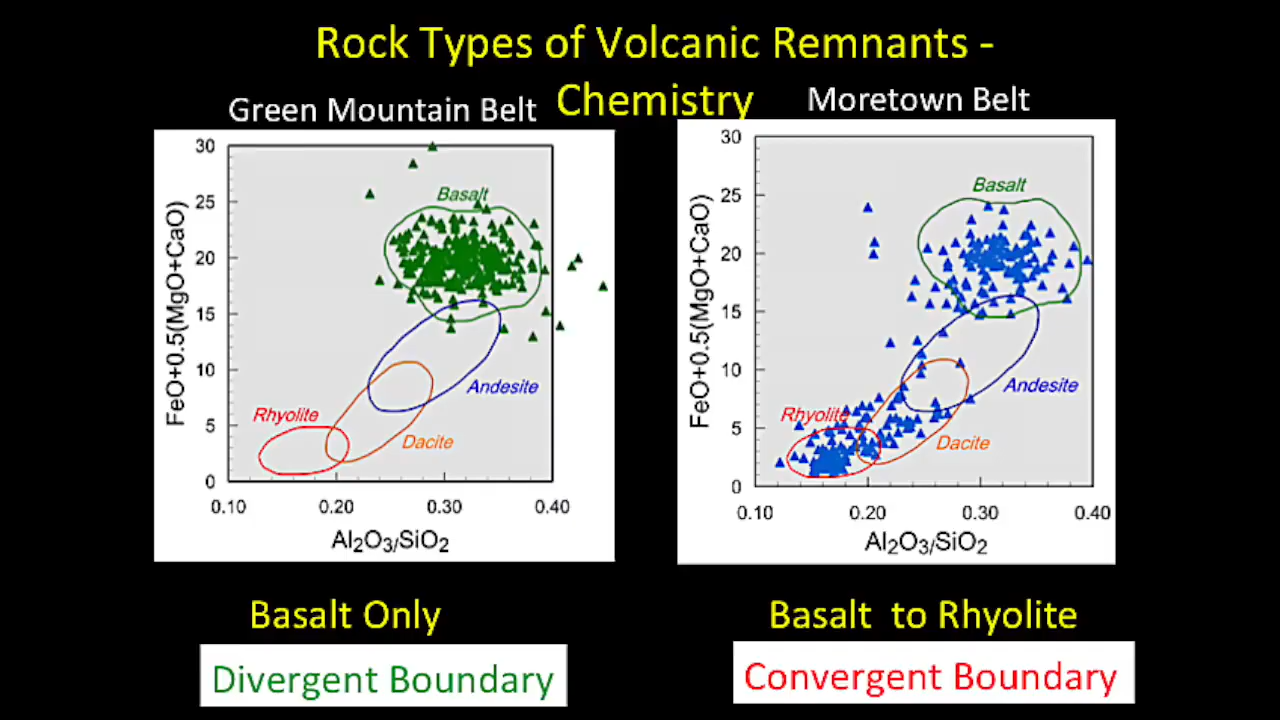 Rock Types of Volcanic Remnants -
Chemistry
Green Mountain Belt
30
25
20
15
10
5
0
FeO+0.5(MgO+CaO)
Basalt
Andesite
Rhyolite
Dacite
0.10 0.20 0.30 0.40
Al₂O₃/SiO₂
Basalt Only
Divergent Boundary
Moretown Belt
30
25
20
15
10
5
0
FeO+0.5(MgO+CaO)
Basalt
Andesite
Rhyolite
Dacite
0.10 0.20 0.30 0.40
Al₂O₃/SiO₂
Basalt to Rhyolite
Convergent Boundary